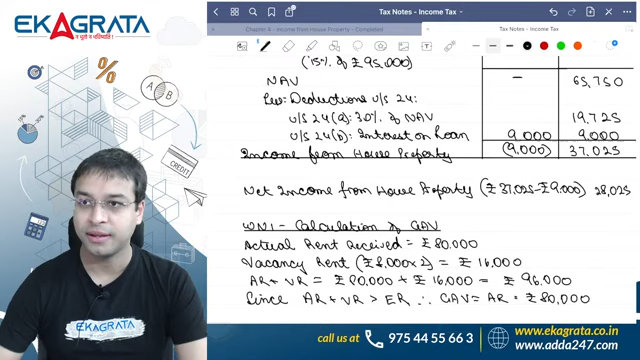 EKAGRATA
Tax Notes - Income Tax
Chapter 4 - Income from House Property - Completed
Tax Notes - Income Tax
(15% of ₹95,000)
NAV – 65,750
Less: Deductions u/s 24:
u/s 24(a): 30% of NAV 19,725
u/s 24(b): Interest on Loan 9,000 9,000
Income from House Property (9,000) 37,025
Net Income from House Property (₹37,025-₹9,000) 28,025
WN1 - Calculation of GAV
Actual Rent Received = ₹80,000
Vacancy Rent (₹8,000x2) = ₹16,000
AR + VR = ₹80,000 + ₹16,000 = ₹96,000
Since AR + VR > ER ∴ GAV = AR = ₹80,000
%
A B
CREDIT
EKAGRATA
call us at 975 44 55 66 3
www.ekagrata.co.in
www.adda247.com